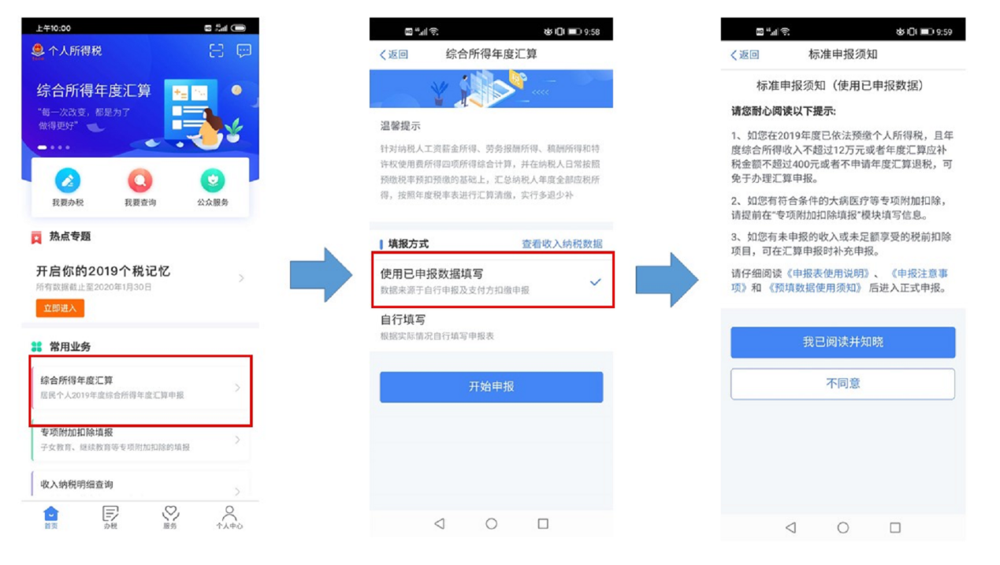 上午10:00
个人所得税
综合所得年度汇算
“每一次改变，都是为了
做得更好”
我要办税
我要查询
公众服务
热点专题
开启你的2019个税记忆
所有数据截止至2020年1月30日
立即进入
常用业务
综合所得年度汇算
居民个人2019年度综合所得年度汇算申报
专项附加扣除填报
子女教育、继续教育等专项附加扣除的填报
收入纳税明细查询
首页
办税
服务
个人中心
9:58
返回
综合所得年度汇算
温馨提示
针对纳税人工资薪金所得、劳务报酬所得、稿酬所得和特
许权使用费所得四项所得综合计算，并在纳税人日常按照
预缴税率预扣预缴的基础上，汇总纳税人年度全部应税所
得，按照年度税率表进行汇算清缴，实行多退少补
填报方式
查看收入纳税数据
使用已申报数据填写
数据来源于自行申报及支付方扣缴申报
自行填写
根据实际情况自行填写申报表
开始申报
9:59
返回
标准申报须知
标准申报须知（使用已申报数据）
请您耐心阅读以下提示:
1、如您在2019年度已依法预缴个人所得税，且年
度综合所得收入不超过12万元或者年度汇算应补
税金额不超过400元或者不申请年度汇算退税，可
免于办理汇算申报。
2、如您有符合条件的大病医疗等专项附加扣除，
请提前在“专项附加扣除填报”模块填写信息。
3、如您有未申报的收入或未足额享受的税前扣除
项目，可在汇算申报时补充申报。
请仔细阅读《申报表使用说明》、《申报注意事
项》和《预填数据使用须知》后进入正式申报。
我已阅读并知晓
不同意